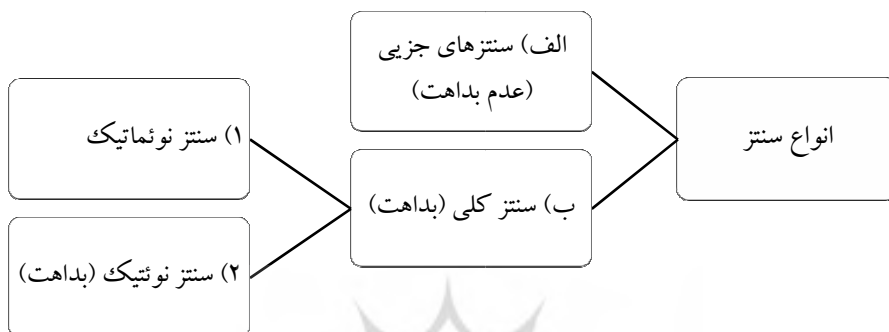 انواع سنتز
الف) سنتزهای جزیی
(عدم بداهت)
ب) سنتز کلی (بداهت)
۱) سنتز نوئماتیک
۲) سنتز نوئتیک (بداهت)